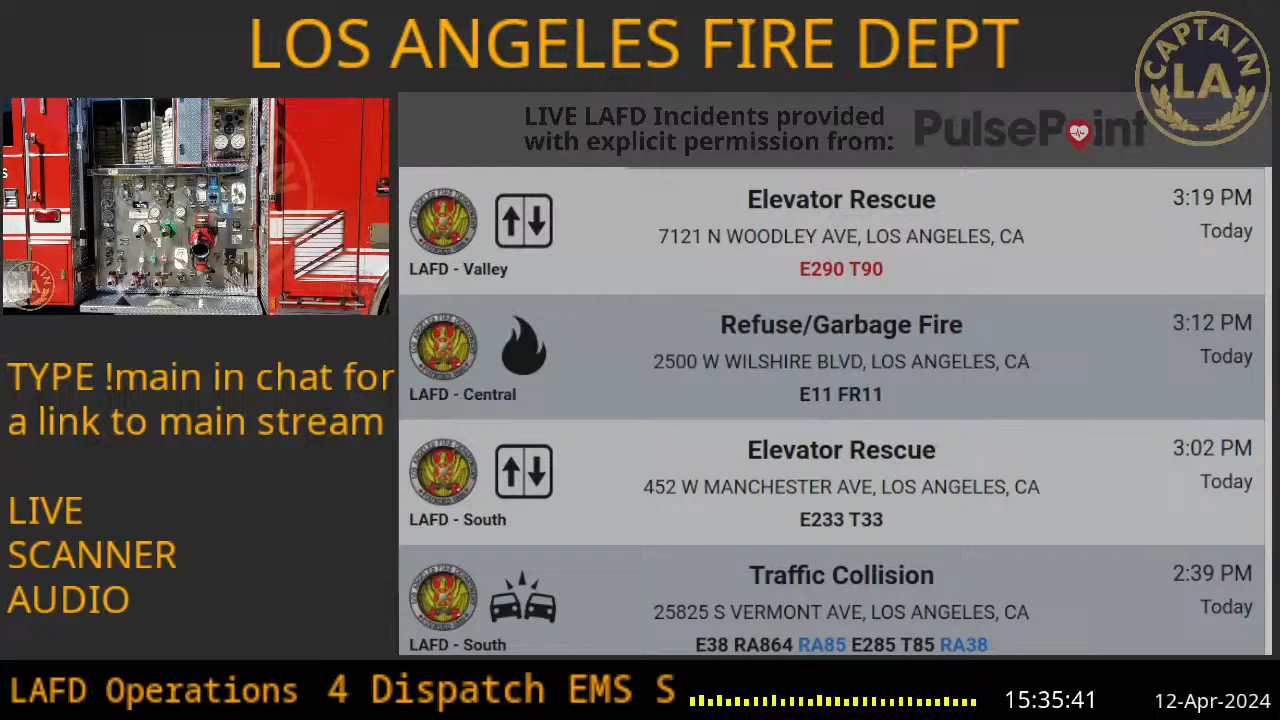 LOS ANGELES FIRE DEPT
CAPTAIN
LA
LIVE LAFD Incidents provided
with explicit permission from:
PulsePoint
Elevator Rescue
3:19 PM
7121 N WOODLEY AVE, LOS ANGELES, CA
Today
LAFD - Valley
E290 T90
Refuse/Garbage Fire
3:12 PM
2500 W WILSHIRE BLVD, LOS ANGELES, CA
Today
LAFD - Central
E11 FR11
Elevator Rescue
3:02 PM
452 W MANCHESTER AVE, LOS ANGELES, CA
Today
LAFD - South
E233 T33
Traffic Collision
2:39 PM
25825 S VERMONT AVE, LOS ANGELES, CA
Today
LAFD - South
E38 RA864 RA85 E285 T85 RA38
TYPE !main in chat for
a link to main stream
LIVE
SCANNER
AUDIO
LAFD Operations 4 Dispatch EMS S
15:35:41
12-Apr-2024